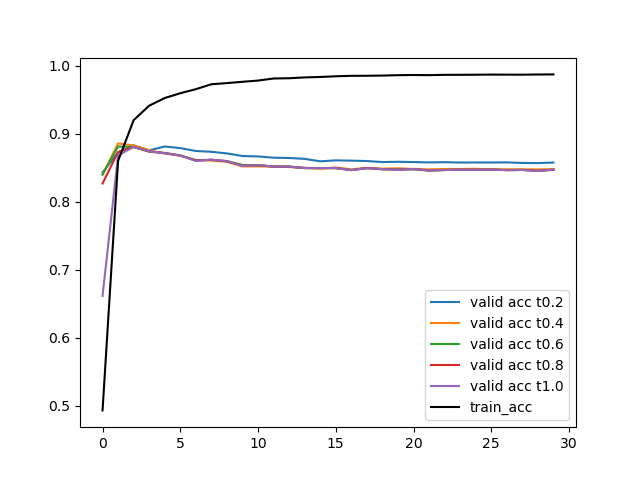 1.0
0.9
0.8
0.7
0.6
0.5
0 5 10 15 20 25 30
valid acc t0.2
valid acc t0.4
valid acc t0.6
valid acc t0.8
valid acc t1.0
train_acc